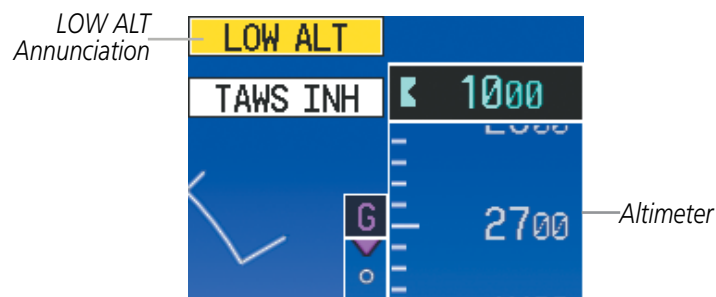 LOW ALT
Annunciation
LOW ALT
TAWS INH
1000
2700
G
Altimeter